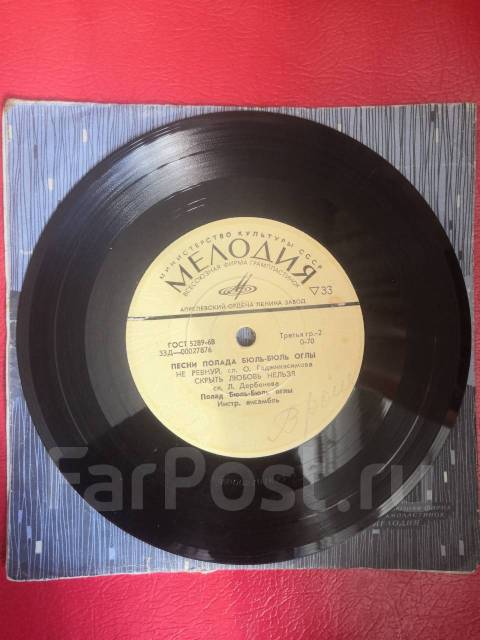 МИНИСТЕРСТВО КУЛЬТУРЫ СССР
МЕЛОДИЯ
ВСЕСОЮЗНАЯ ФИРМА ГРАМПЛАСТИНОК
▽33
АПРЕЛЕВСКИЙ ОРДЕНА ЛЕНИНА ЗАВОД
ГОСТ 5289-68
Третья гр.-2
33Д—00027876
0-70
ПЕСНИ ПОЛАДА БЮЛЬ-БЮЛЬ ОГЛЫ
НЕ РЕВНУЙ, сл. О. Гаджикасимова
СКРЫТЬ ЛЮБОВЬ НЕЛЬЗЯ
сл. Л. Дербенева
Полад Бюль-Бюль оглы
Инстр. ансамбль
FarPost.ru
ФИРМА
МЕЛОДИЯ